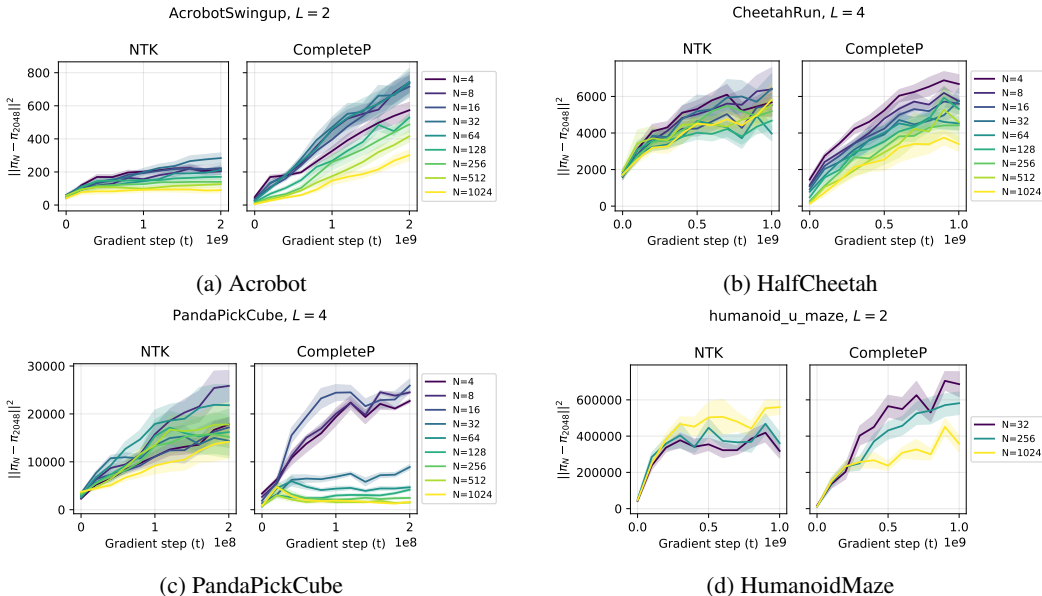 AcrobotSwingup, L = 2
NTK
CompleteP
||π_N − π_2048||²
800
600
400
200
0
0 1 2
1e9
Gradient step (t)
0 1 2
1e9
Gradient step (t)
N=4
N=8
N=16
N=32
N=64
N=128
N=256
N=512
N=1024
(a) Acrobot
CheetahRun, L = 4
NTK
CompleteP
||π_N − π_2048||²
6000
4000
2000
0
0.0 0.5 1.0
1e9
Gradient step (t)
0.0 0.5 1.0
1e9
Gradient step (t)
N=4
N=8
N=16
N=32
N=64
N=128
N=256
N=512
N=1024
(b) HalfCheetah
PandaPickCube, L = 4
NTK
CompleteP
||π_N − π_2048||²
30000
20000
10000
0
0 1 2
1e8
Gradient step (t)
0 1 2
1e8
Gradient step (t)
N=4
N=8
N=16
N=32
N=64
N=128
N=256
N=512
N=1024
(c) PandaPickCube
humanoid_u_maze, L = 2
NTK
CompleteP
||π_N − π_2048||²
600000
400000
200000
0
0.0 0.5 1.0
1e9
Gradient step (t)
0.0 0.5 1.0
1e9
Gradient step (t)
N=32
N=256
N=1024
(d) HumanoidMaze